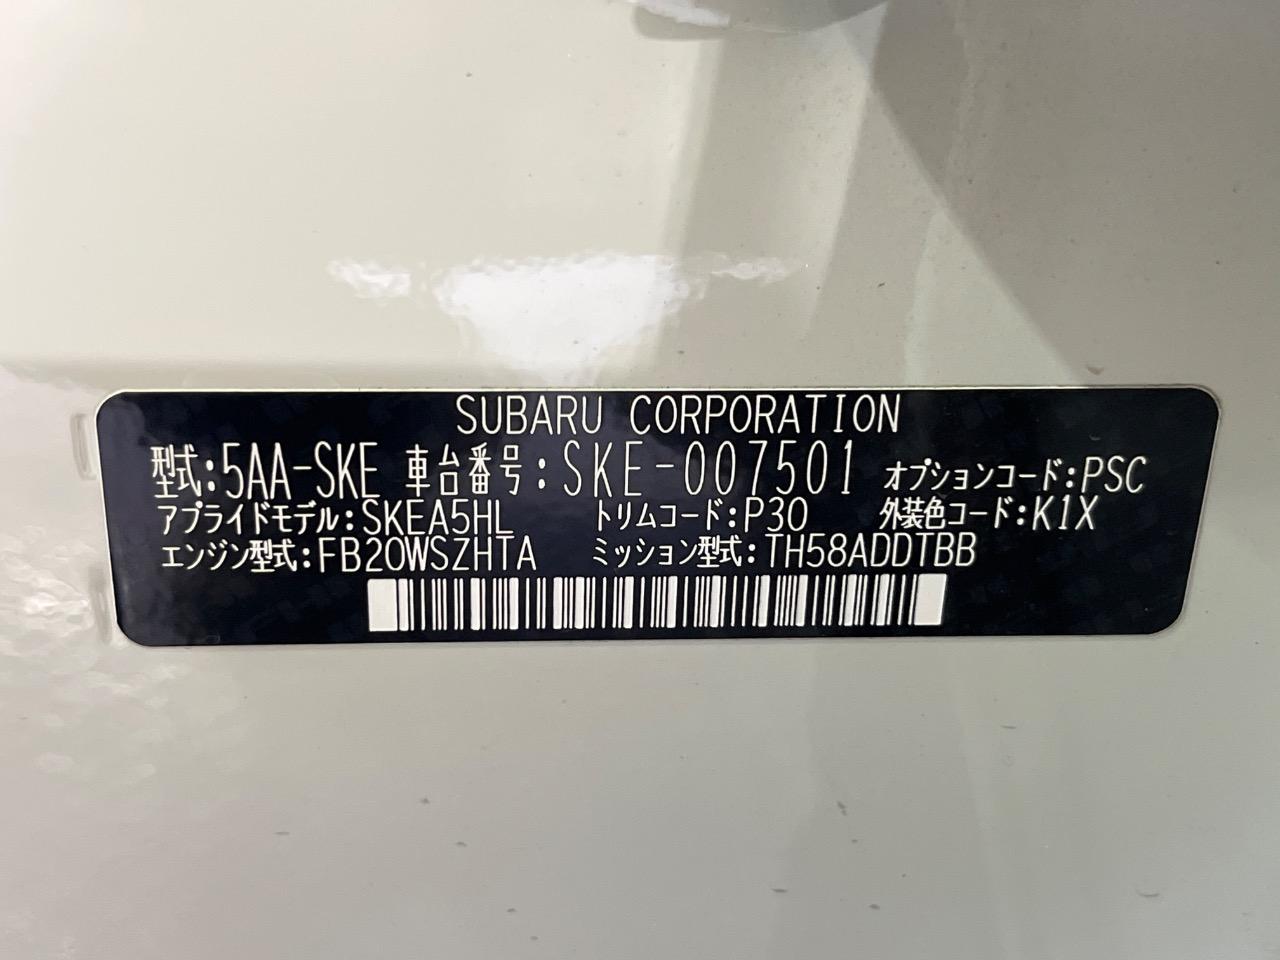 SUBARU CORPORATION
型式:5AA-SKE 車台番号:SKE-007501 オプションコード:PSC
アプライドモデル:SKEA5HL トリムコード:P30 外装色コード:K1X
エンジン型式:FB20WSZHTA ミッション型式:TH58ADDTBB